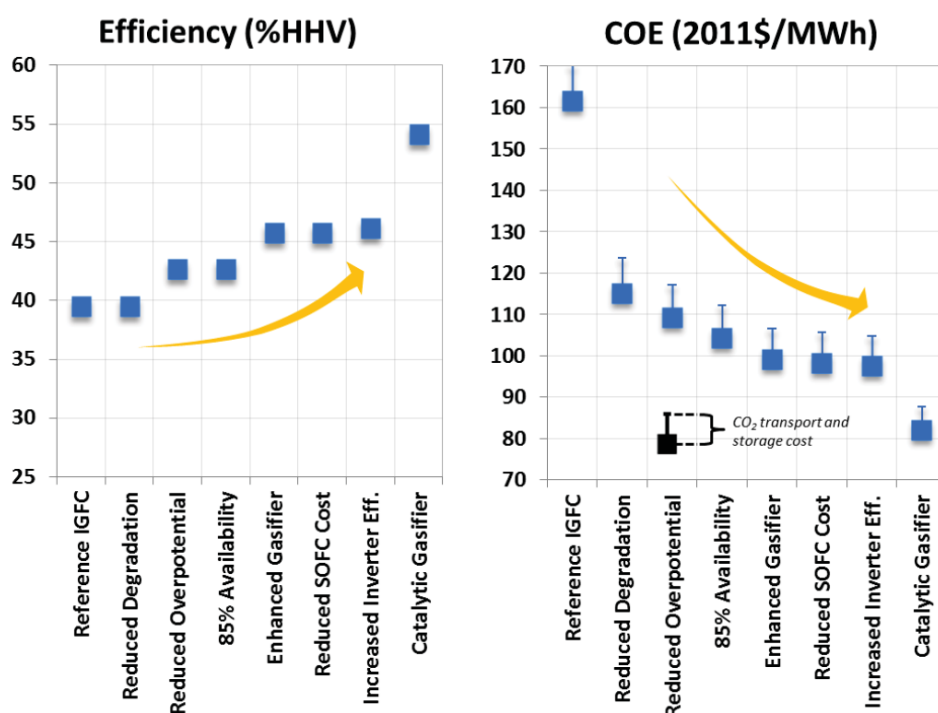 Efficiency (%HHV)
60
55
50
45
40
35
30
25
Reference IGFC
Reduced Degradation
Reduced Overpotential
85% Availability
Enhanced Gasifier
Reduced SOFC Cost
Increased Inverter Eff.
Catalytic Gasifier
COE (2011$/MWh)
170
160
150
140
130
120
110
100
90
80
70
CO₂ transport and
storage cost
Reference IGFC
Reduced Degradation
Reduced Overpotential
85% Availability
Enhanced Gasifier
Reduced SOFC Cost
Increased Inverter Eff.
Catalytic Gasifier